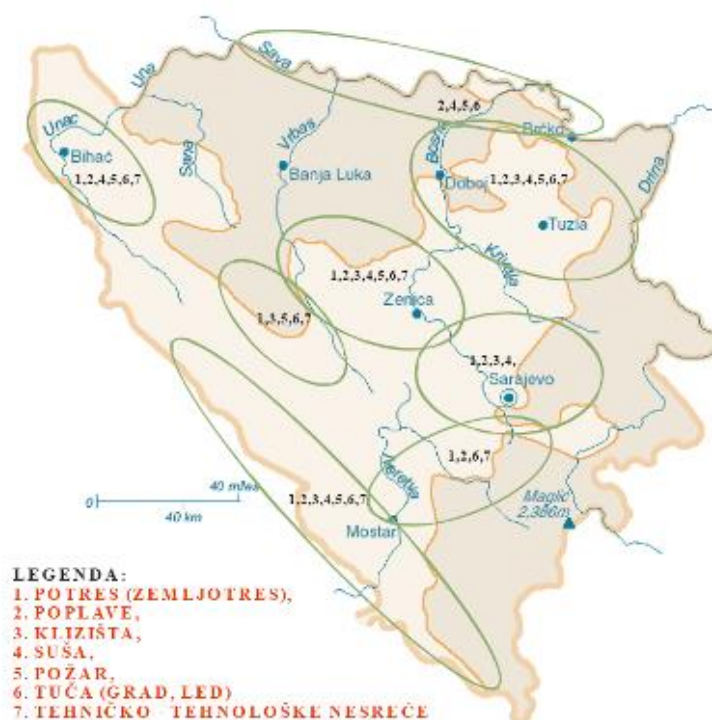 Sava
Una
2,4,5,6
Unac
Vrbas
Bosna
Brčko
Bihać
Sana
Banja Luka
Doboj
1,2,3,4,5,6,7
Drina
1,2,4,5,6,7
Tuzla
Krivaja
1,2,3,4,5,6,7
Zenica
1,3,5,6,7
1,2,3,4,
Sarajevo
1,2,6,7
Neretva
40 miles
0
40 km
1,2,3,4,5,6,7
Mostar
Maglić
2,386m
LEGENDA:
1. POTRES (ZEMLJOTRES),
2. POPLAVE,
3. KLIZIŠTA,
4. SUŠA,
5. POŽAR,
6. TUČA (GRAD, LED)
7. TEHNIČKO - TEHNOLOŠKE NESREĆE